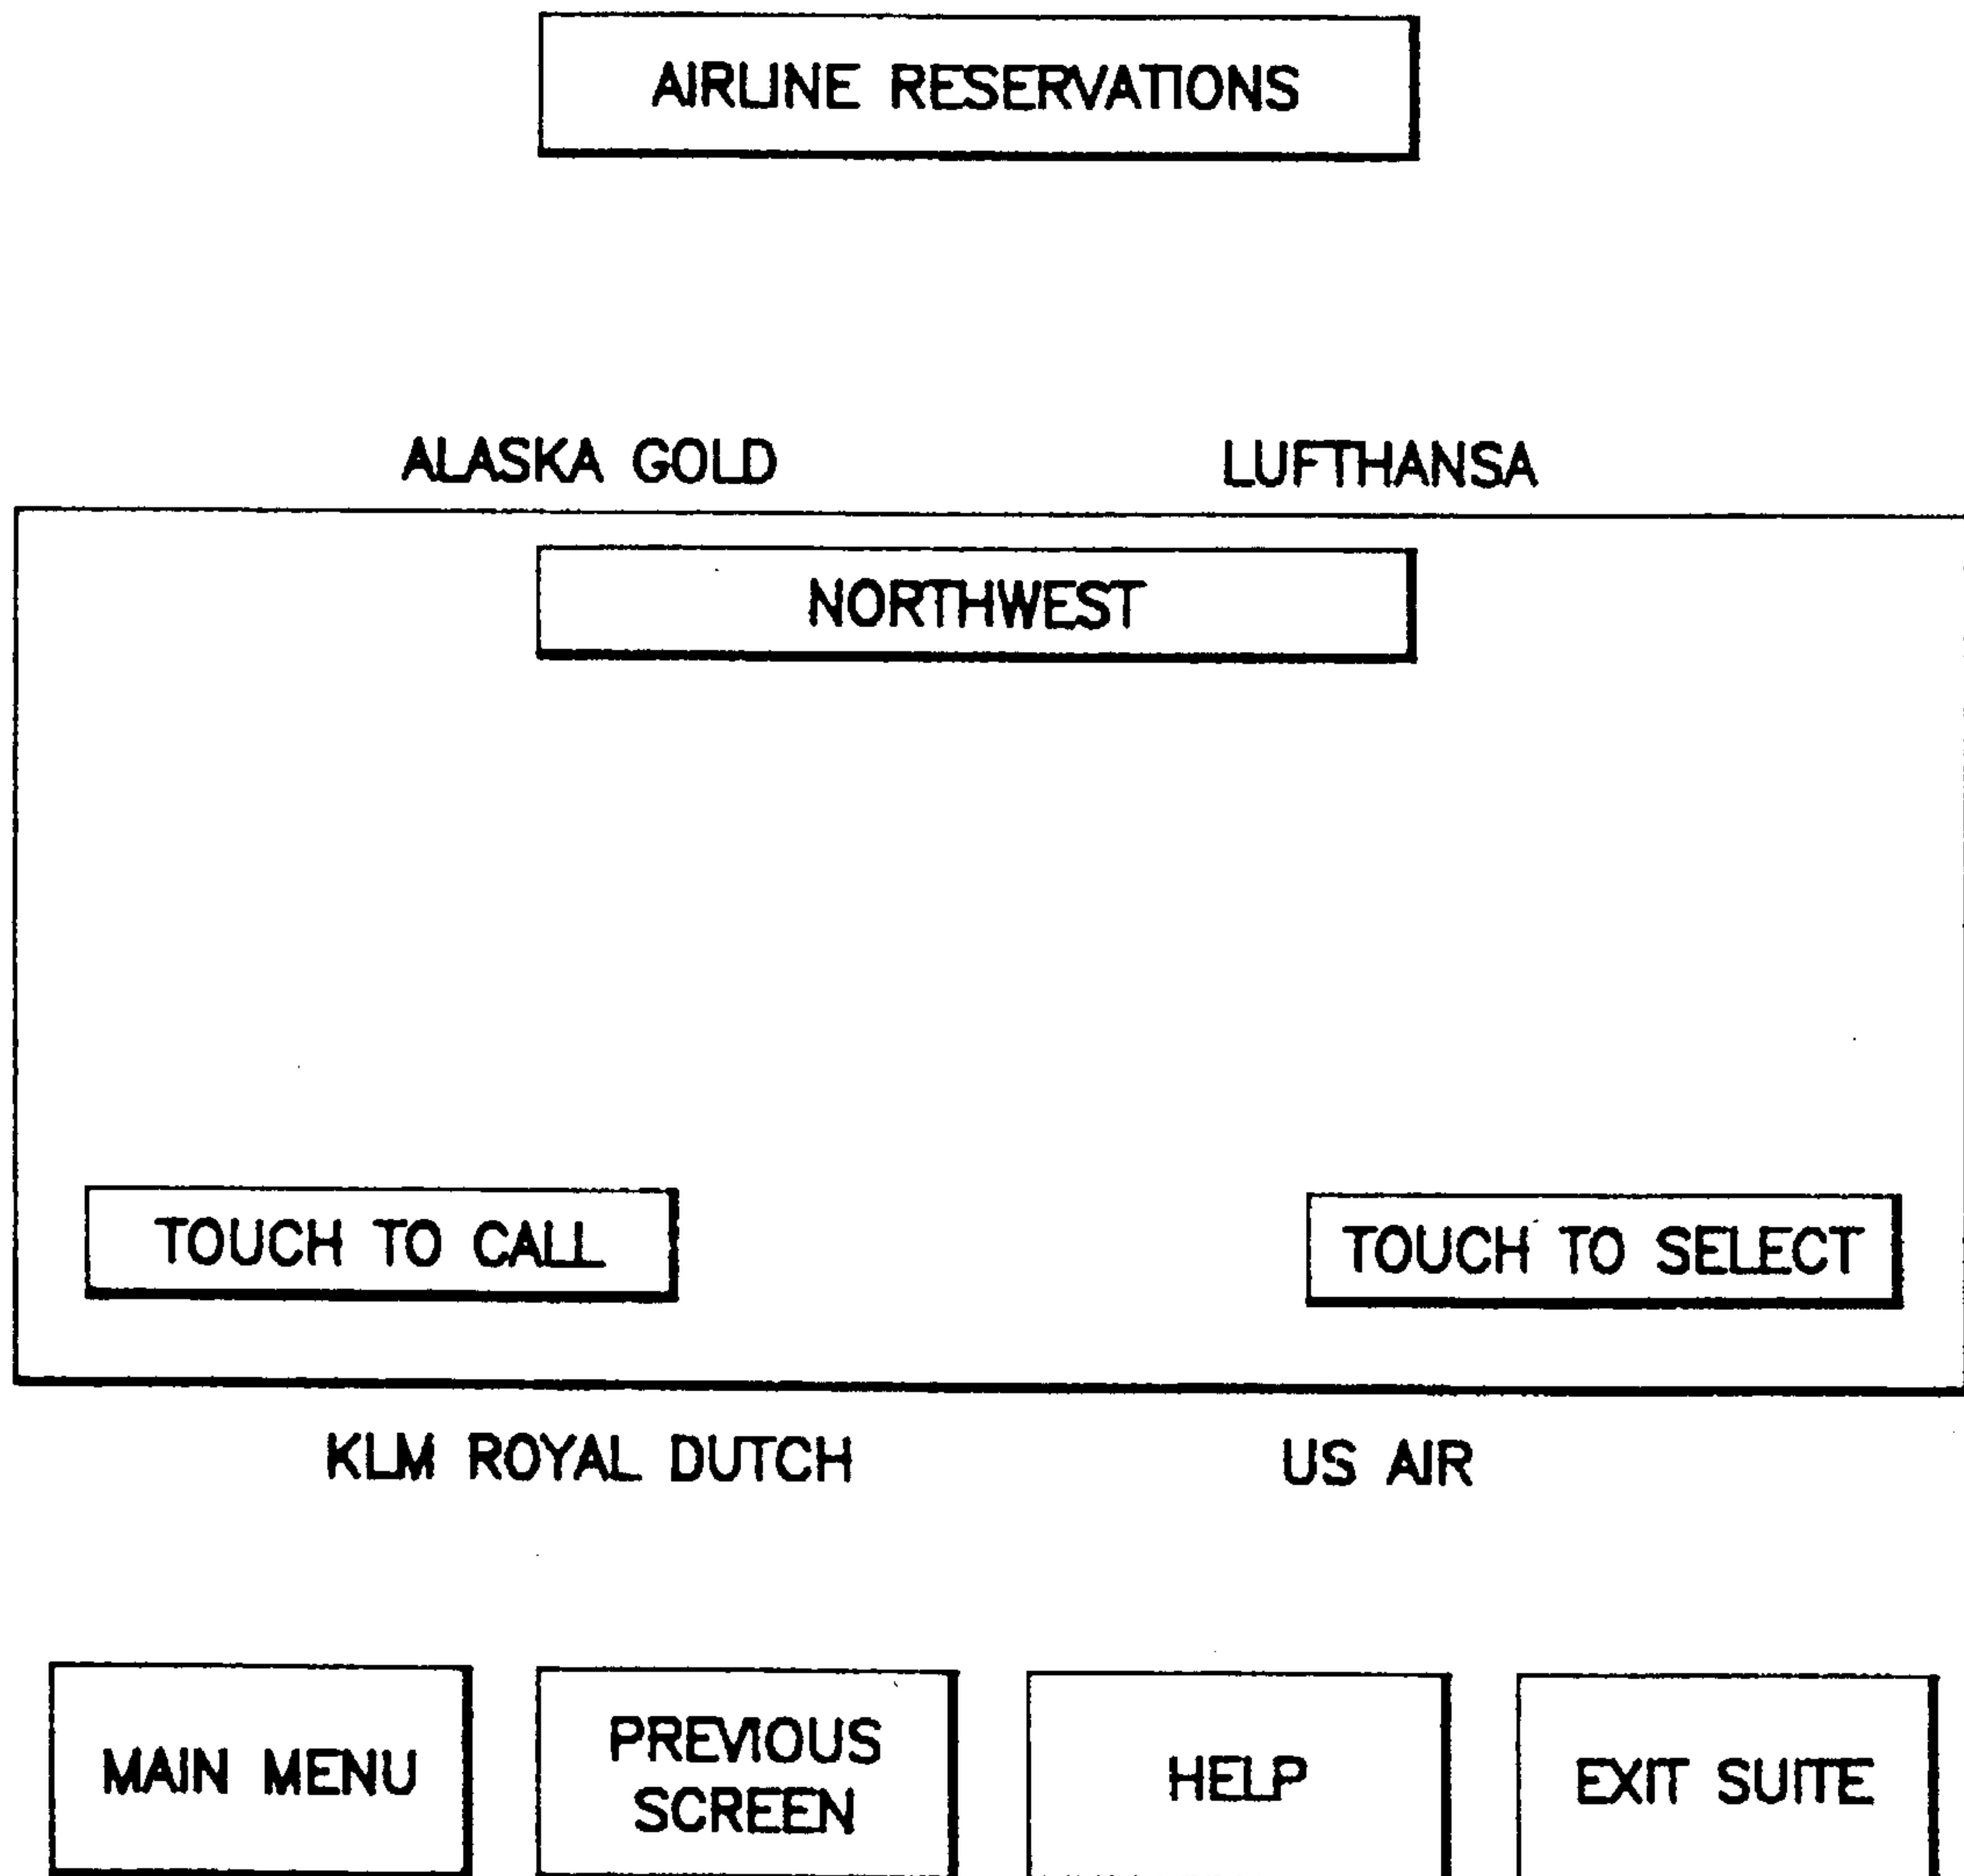 AIRLINE RESERVATIONS
ALASKA GOLD LUFTHANSA
NORTHWEST
TOUCH TO CALL TOUCH TO SELECT
KLM ROYAL DUTCH US AIR
MAIN MENU
PREVIOUS
SCREEN
HELP
EXIT SUITE